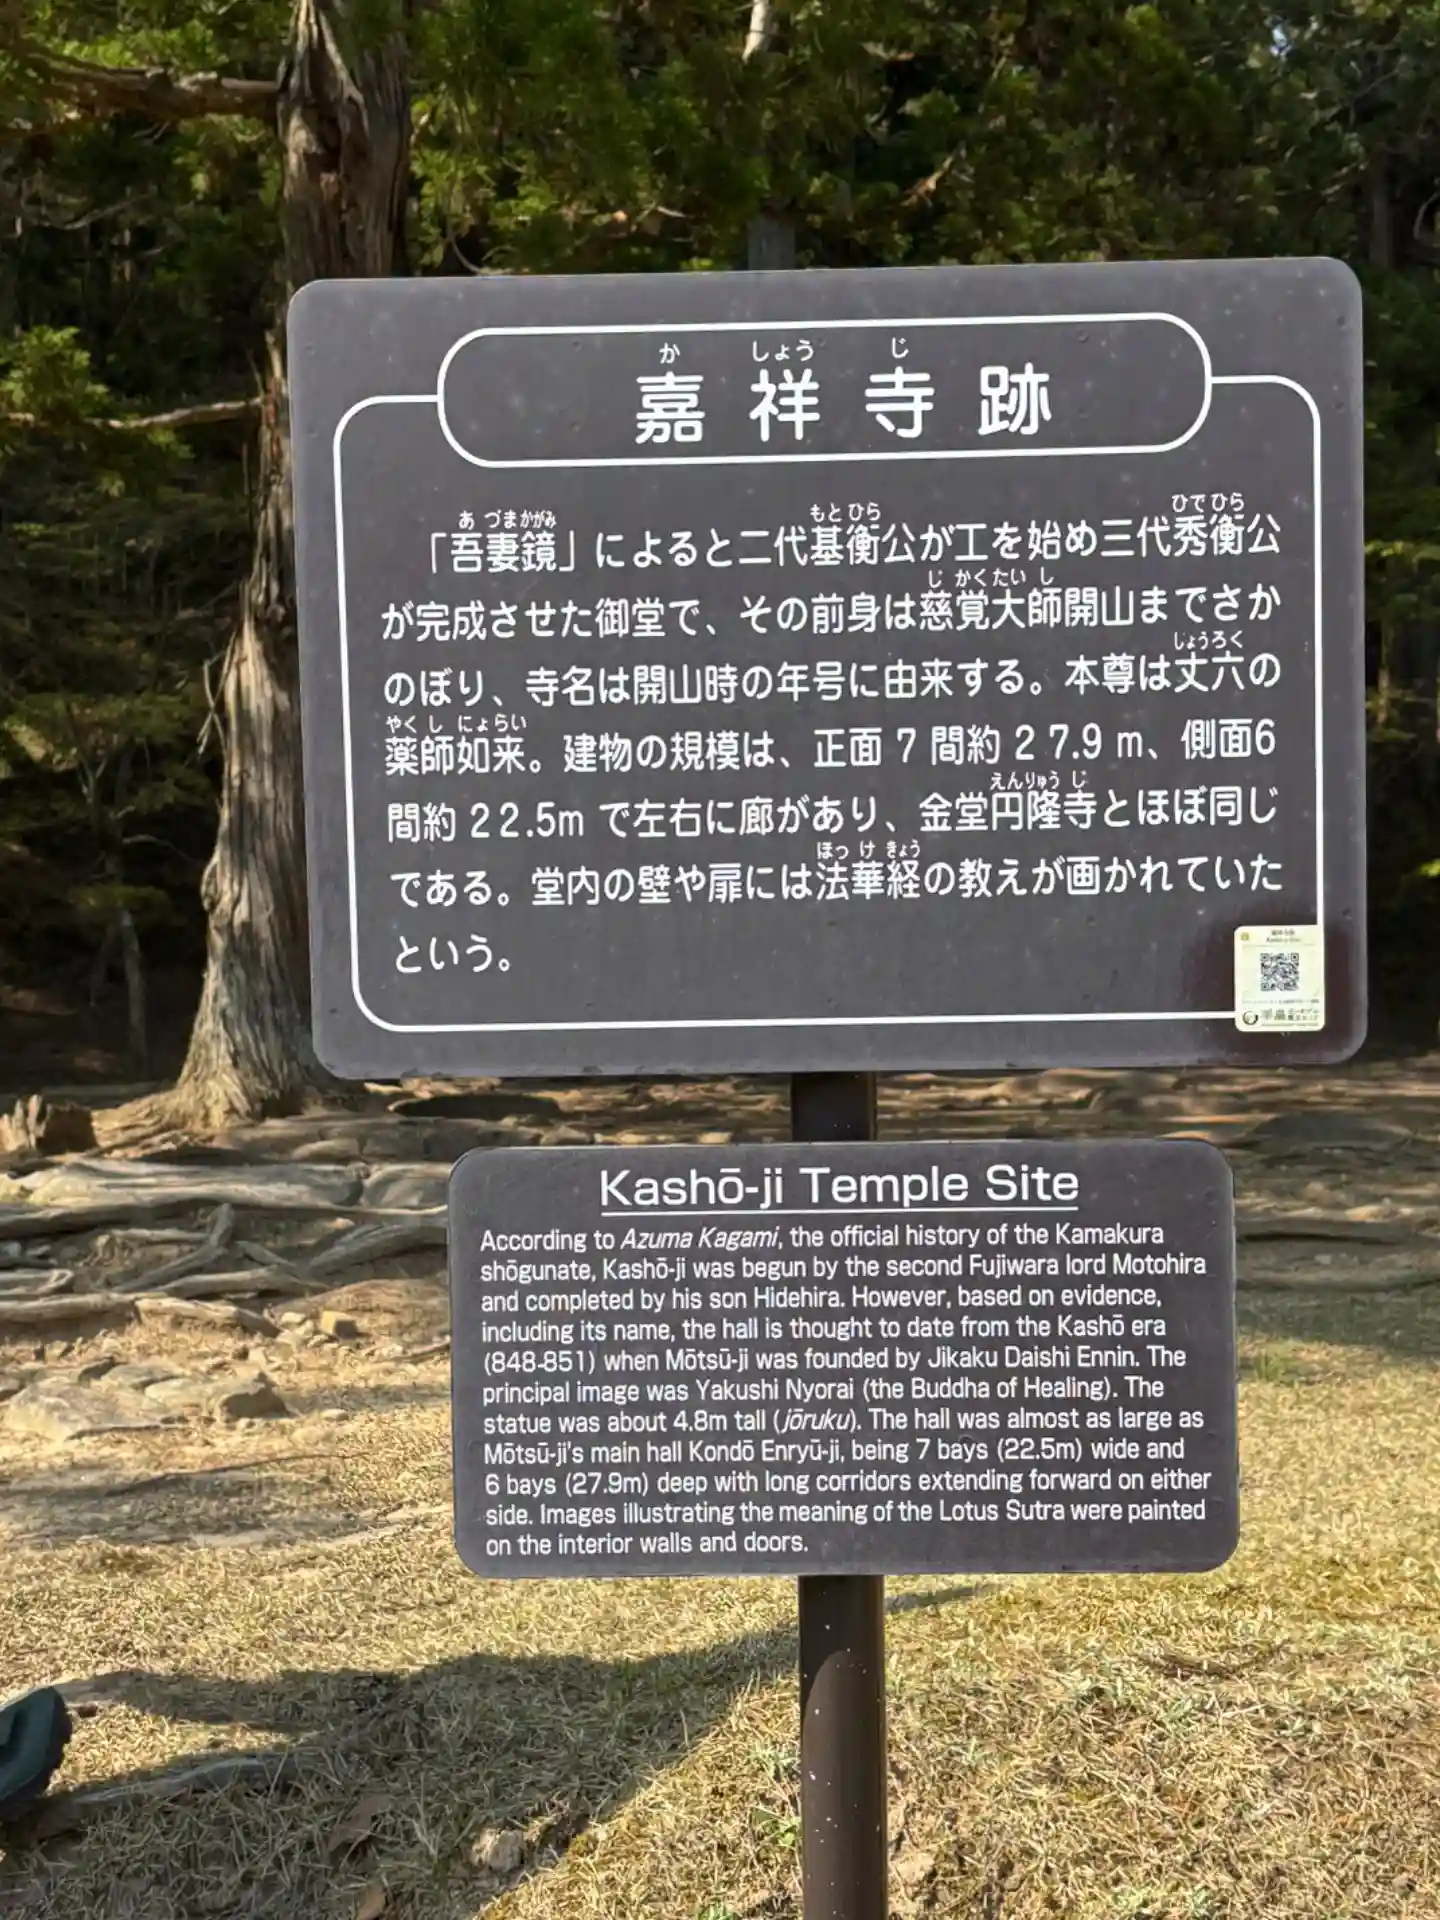 か しょう じ
嘉祥寺跡
あづまかがみ もとひら ひでひら
「吾妻鏡」によると二代基衡公が工を始め三代秀衡公
じ かくたい し
が完成させた御堂で、その前身は慈覚大師開山までさか
じょうろく
のぼり、寺名は開山時の年号に由来する。本尊は丈六の
やく し にょらい
薬師如来。建物の規模は、正面7間約27.9m、側面6
えんりゅう じ
間約22.5mで左右に廊があり、金堂円隆寺とほぼ同じ
ほっ け きょう
である。堂内の壁や扉には法華経の教えが画かれていた
という。
Kashō-ji Temple Site
According to Azuma Kagami, the official history of the Kamakura
shōgunate, Kashō-ji was begun by the second Fujiwara lord Motohira
and completed by his son Hidehira. However, based on evidence,
including its name, the hall is thought to date from the Kashō era
(848-851) when Mōtsū-ji was founded by Jikaku Daishi Ennin. The
principal image was Yakushi Nyorai (the Buddha of Healing). The
statue was about 4.8m tall (jōruku). The hall was almost as large as
Mōtsū-ji's main hall Kondō Enryū-ji, being 7 bays (22.5m) wide and
6 bays (27.9m) deep with long corridors extending forward on either
side. Images illustrating the meaning of the Lotus Sutra were painted
on the interior walls and doors.